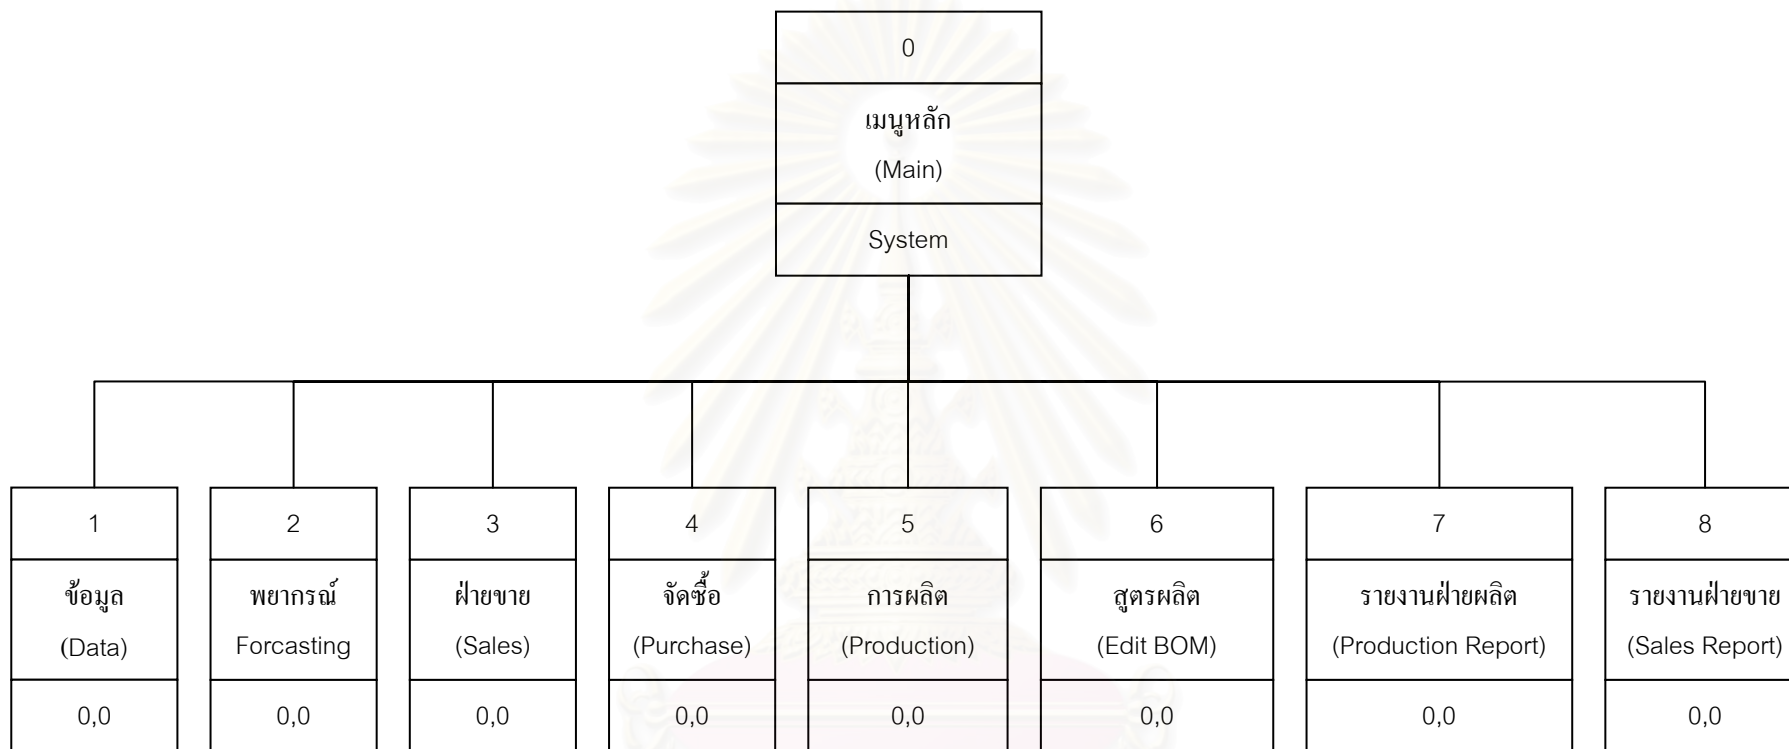 0
เมนูหลัก
(Main)
System
1
2
3
4
5
6
7
8
ข้อมูล
พยากรณ์
ฝ่ายขาย
จัดซื้อ
การผลิต
สูตรผลิต
รายงานฝ่ายผลิต
รายงานฝ่ายขาย
(Data)
Forcasting
(Sales)
(Purchase)
(Production)
(Edit BOM)
(Production Report)
(Sales Report)
0,0
0,0
0,0
0,0
0,0
0,0
0,0
0,0